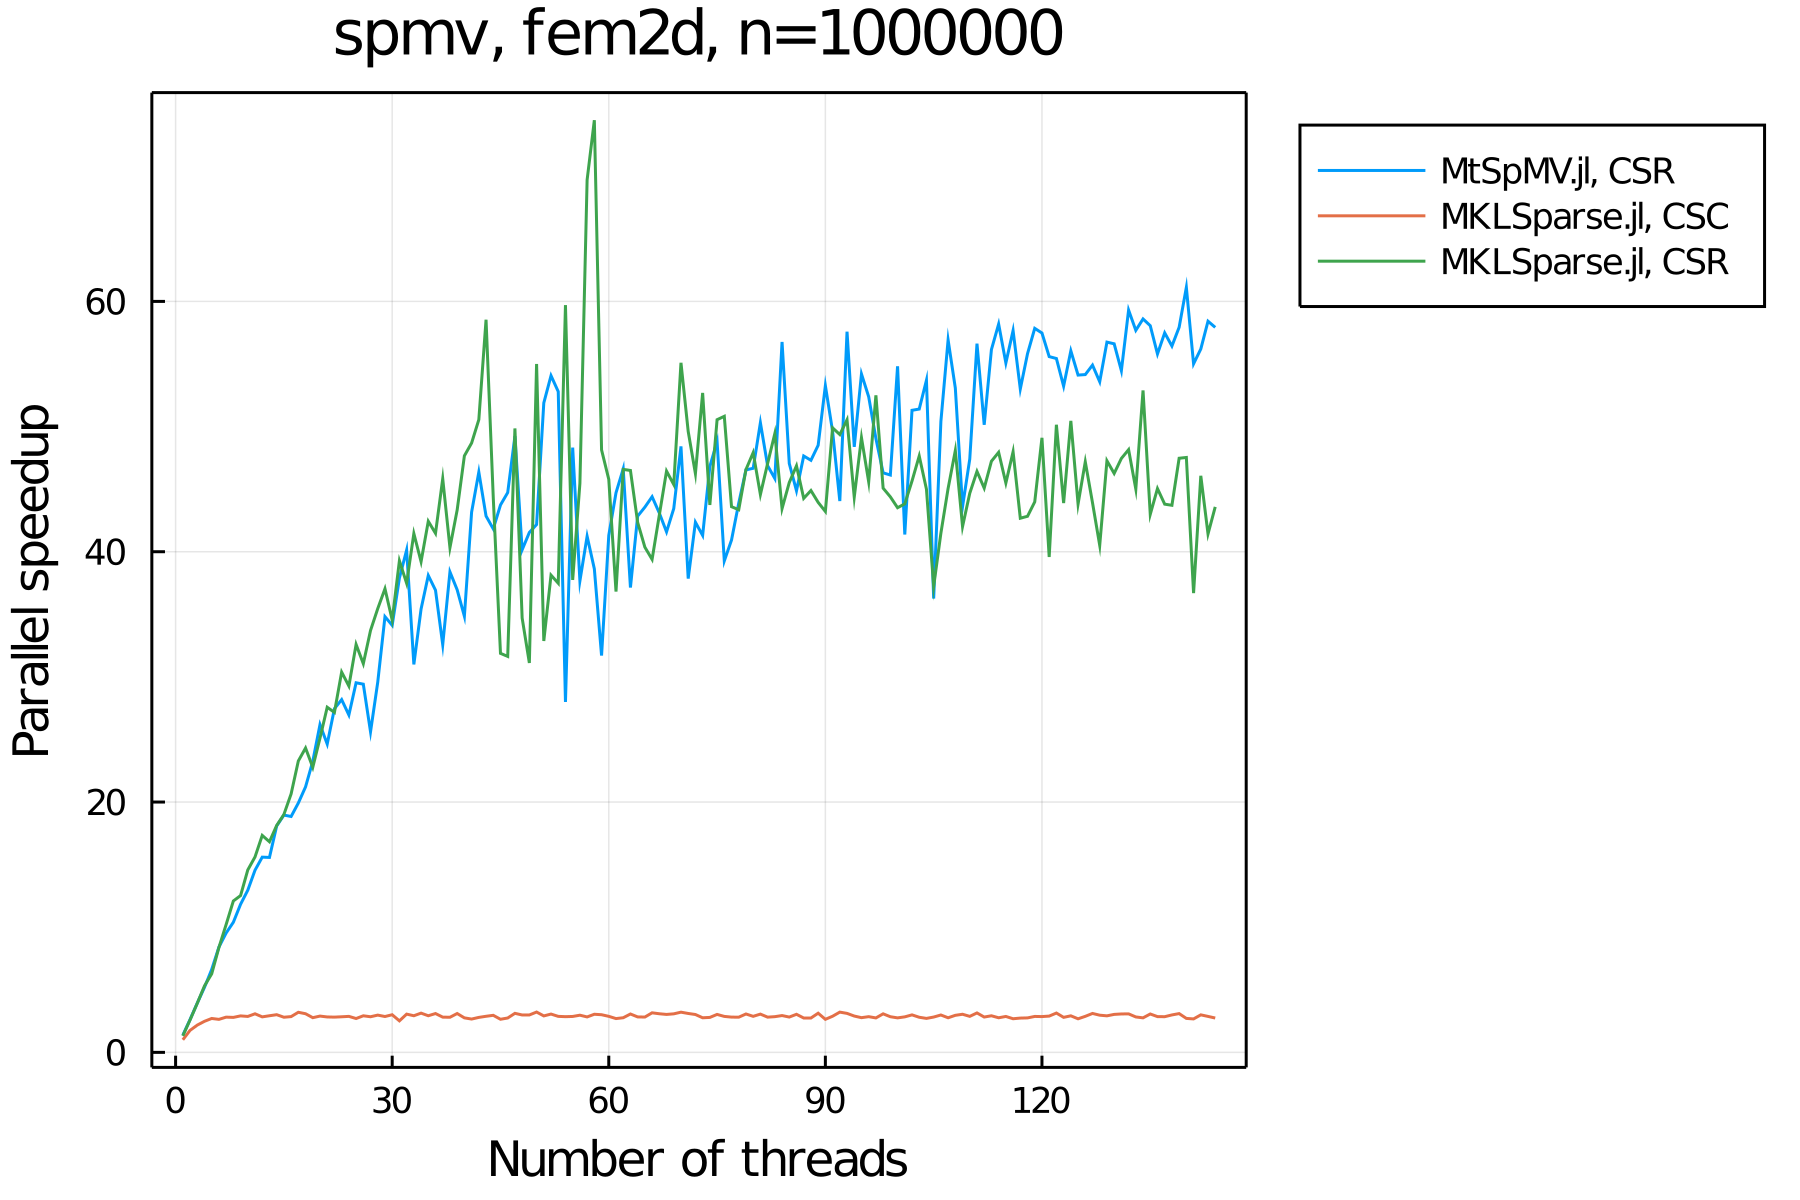 spmv, fem2d, n=1000000
MtSpMV.jl, CSR
MKLSparse.jl, CSC
MKLSparse.jl, CSR
Parallel speedup
60
40
20
0
0 30 60 90 120
Number of threads